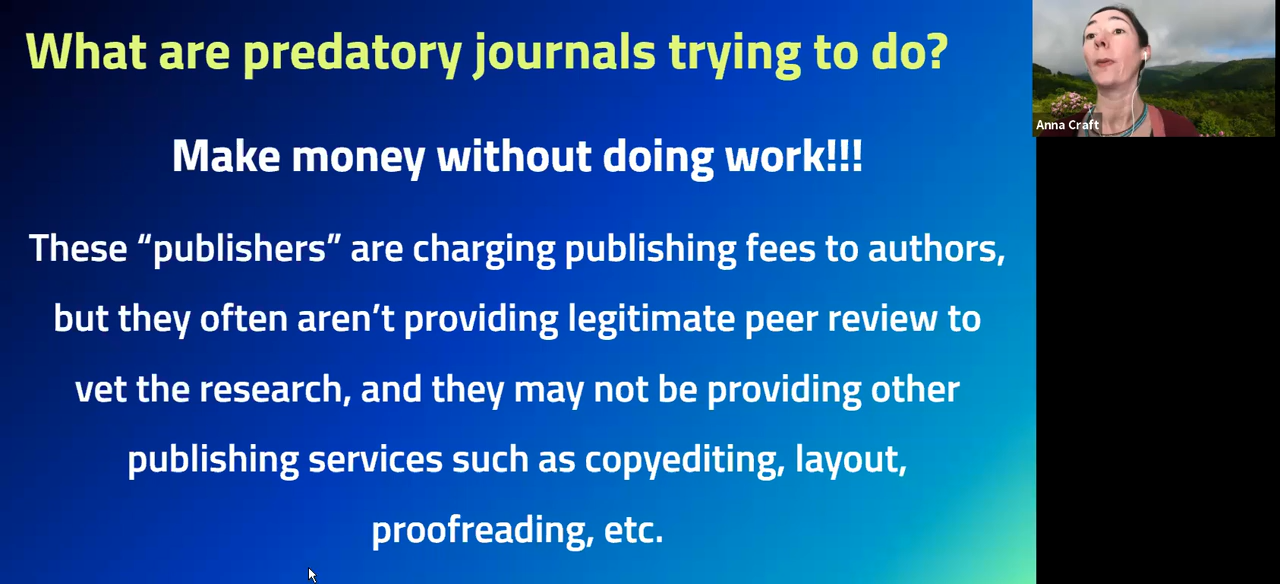 What are predatory journals trying to do?
Make money without doing work!!!
These “publishers” are charging publishing fees to authors,
but they often aren’t providing legitimate peer review to
vet the research, and they may not be providing other
publishing services such as copyediting, layout,
proofreading, etc.
Anna Craft